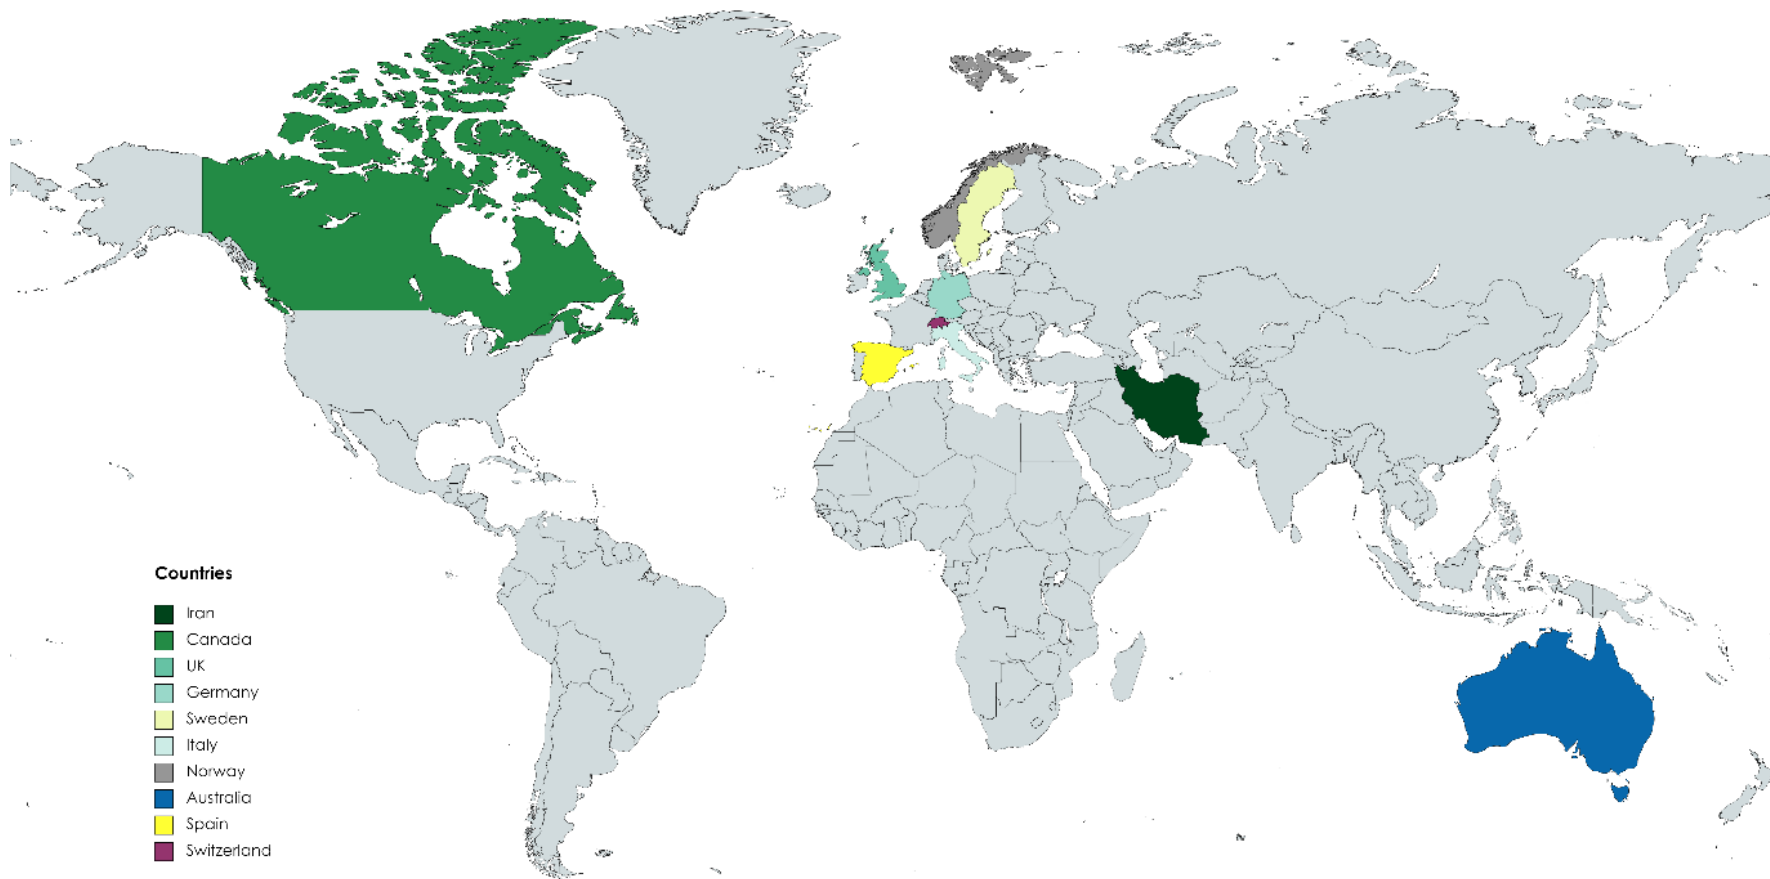 Countries
Iran
Canada
UK
Germany
Sweden
Italy
Norway
Australia
Spain
Switzerland